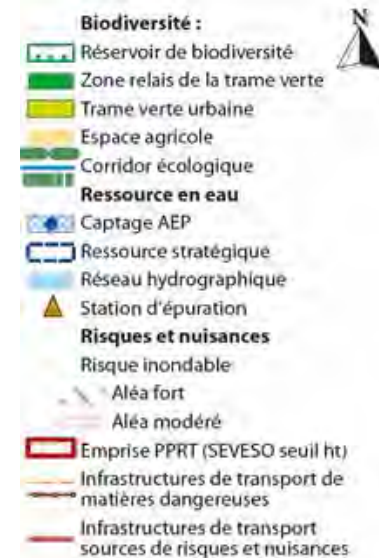 Biodiversité :
N
Réservoir de biodiversité
Zone relais de la trame verte
Trame verte urbaine
Espace agricole
Corridor écologique
Ressource en eau
Captage AEP
Ressource stratégique
Réseau hydrographique
Station d'épuration
Risques et nuisances
Risque inondable
Aléa fort
Aléa modéré
Emprise PPRT (SEVESO seuil ht)
Infrastructures de transport de
matières dangereuses
Infrastructures de transport
sources de risques et nuisances